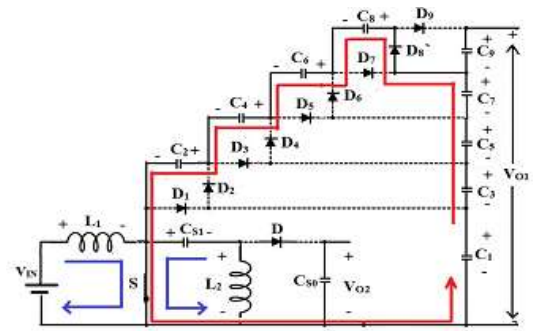 C8 D9
- +
D8`
C9
C6
D7
C7
D6
C4
D5
C5
VO1
C2
D4
D3
C3
D2
D1
L1
CS1
D
C1
VIN
S
L2
CS0
VO2